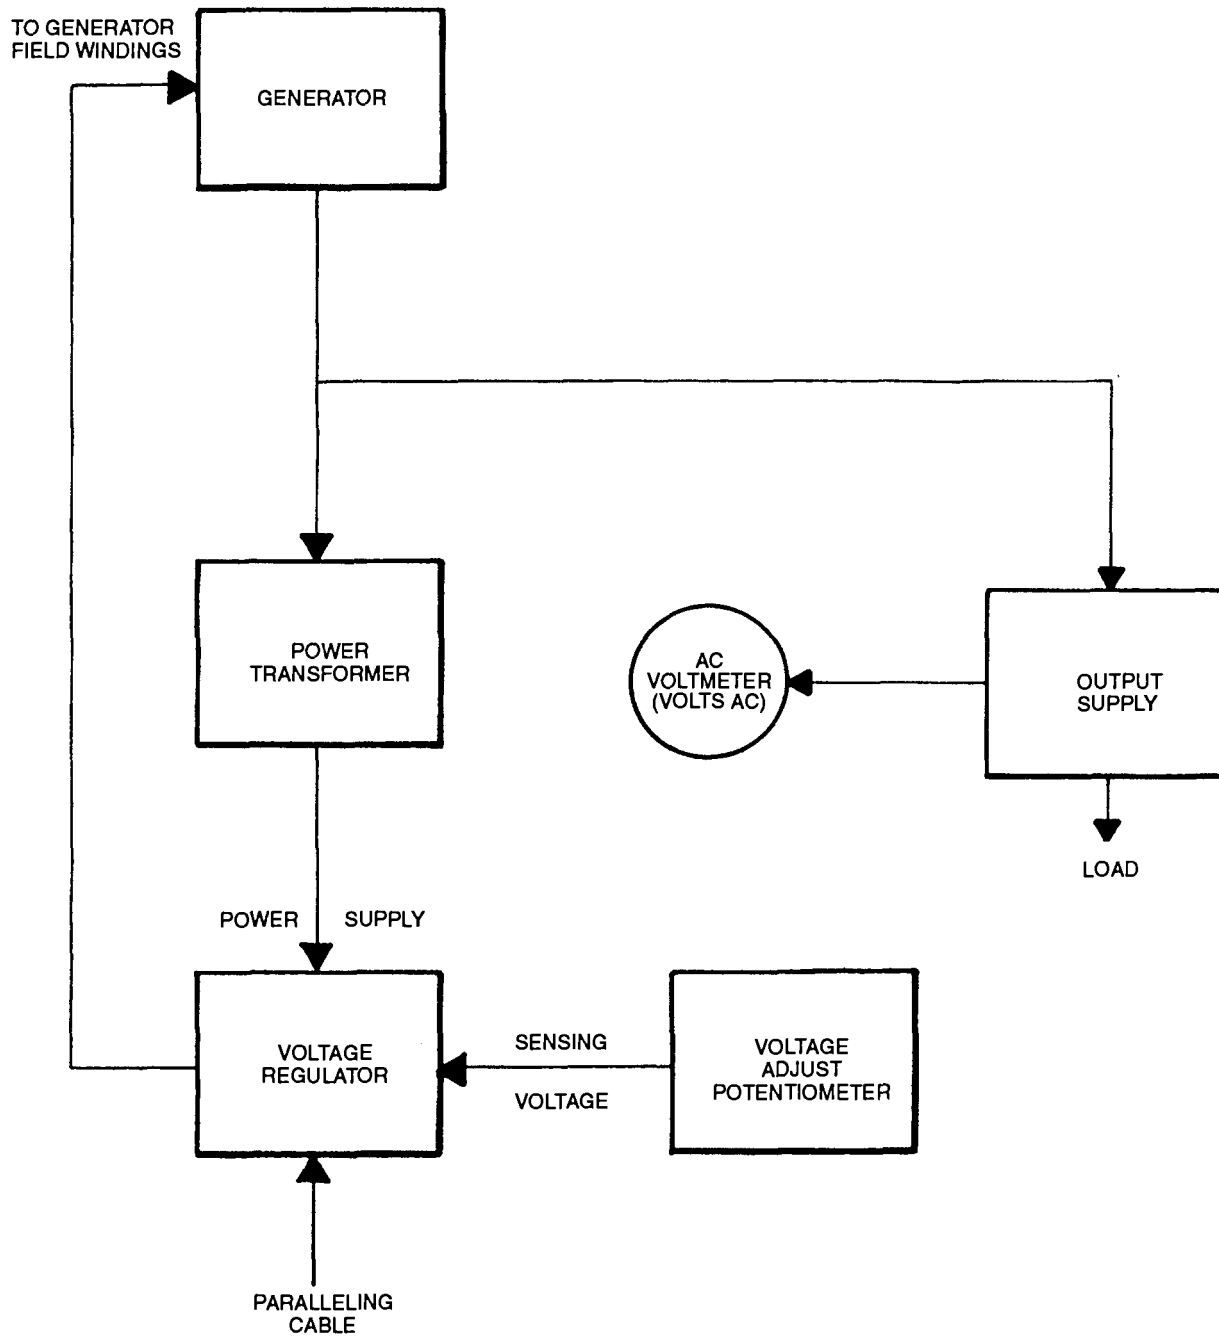 TO GENERATOR
FIELD WINDINGS
GENERATOR
POWER
TRANSFORMER
AC
VOLTMETER
(VOLTS AC)
OUTPUT
SUPPLY
LOAD
POWER SUPPLY
VOLTAGE
REGULATOR
SENSING
VOLTAGE
VOLTAGE
ADJUST
POTENTIOMETER
PARALLELING
CABLE